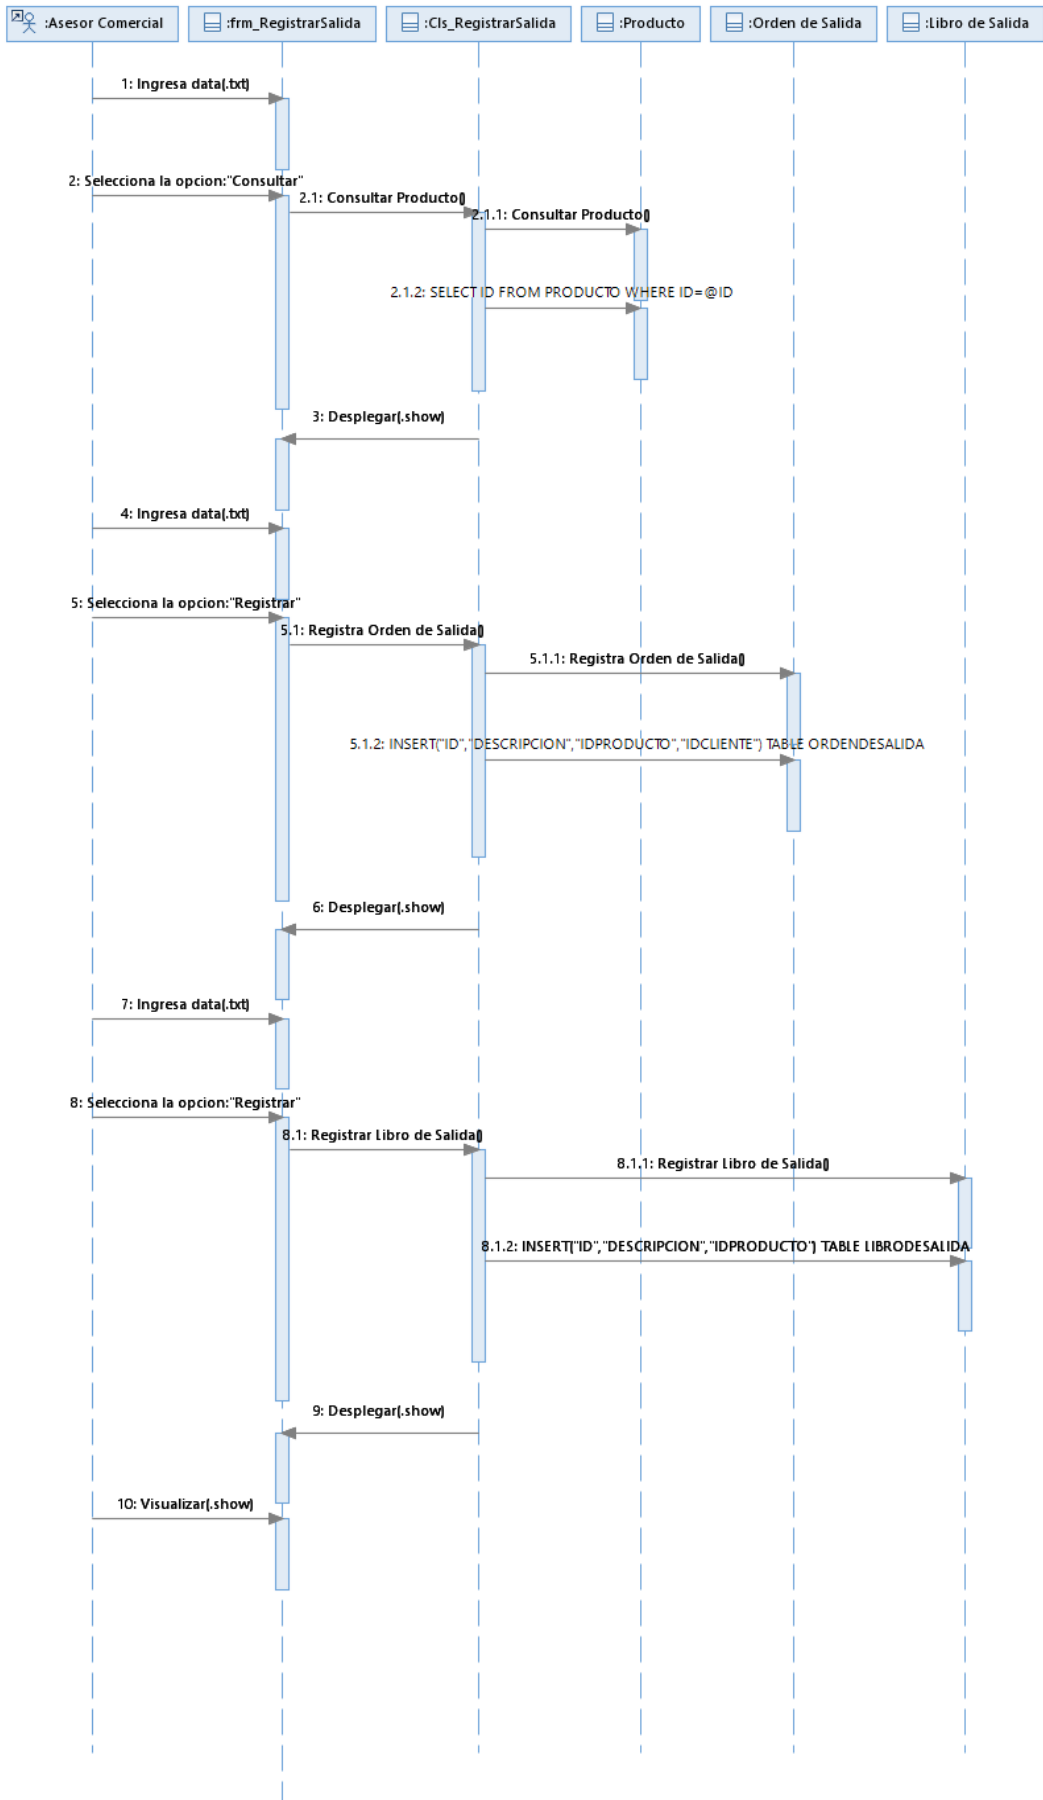 :Asesor Comercial
:frm_RegistrarSalida
:Cls_RegistrarSalida
:Producto
:Orden de Salida
:Libro de Salida
1: Ingresa data(.txt)
2: Selecciona la opcion:"Consultar"
2.1: Consultar Producto()
2.1.1: Consultar Producto()
2.1.2: SELECT ID FROM PRODUCTO WHERE ID=@ID
3: Desplegar(.show)
4: Ingresa data(.txt)
5: Selecciona la opcion:"Registrar"
5.1: Registra Orden de Salida()
5.1.1: Registra Orden de Salida()
5.1.2: INSERT("ID","DESCRIPCION","IDPRODUCTO","IDCLIENTE") TABLE ORDENDESALIDA
6: Desplegar(.show)
7: Ingresa data(.txt)
8: Selecciona la opcion:"Registrar"
8.1: Registrar Libro de Salida()
8.1.1: Registrar Libro de Salida()
8.1.2: INSERT("ID","DESCRIPCION","IDPRODUCTO") TABLE LIBRODESALIDA
9: Desplegar(.show)
10: Visualizar(.show)